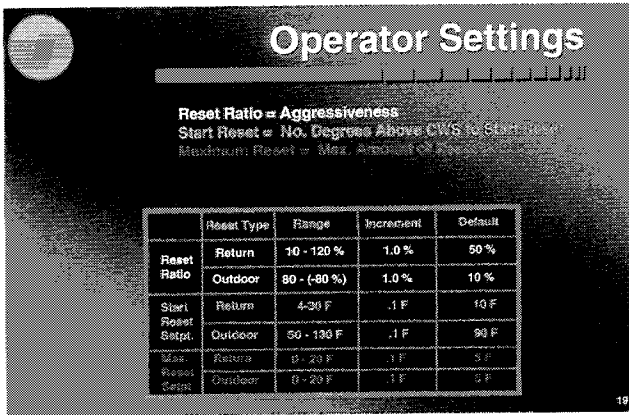 Operator Settings
Reset Ratio = Aggressiveness
Start Reset = No. Degrees Above CWS to Start Reset
Maximum Reset = Max. Amount of Reset
Reset Type Range Increment Default
Reset Ratio Return 10 - 120 % 1.0 % 50 %
Outdoor 80 - (-80 %) 1.0 % 10 %
Start Reset Setpt. Return 4-30 F .1 F 10 F
Outdoor 50 - 130 F .1 F 90 F
Max. Reset Setpt Return 0 - 20 F .1 F 5 F
Outdoor 0 - 20 F .1 F 5 F
19